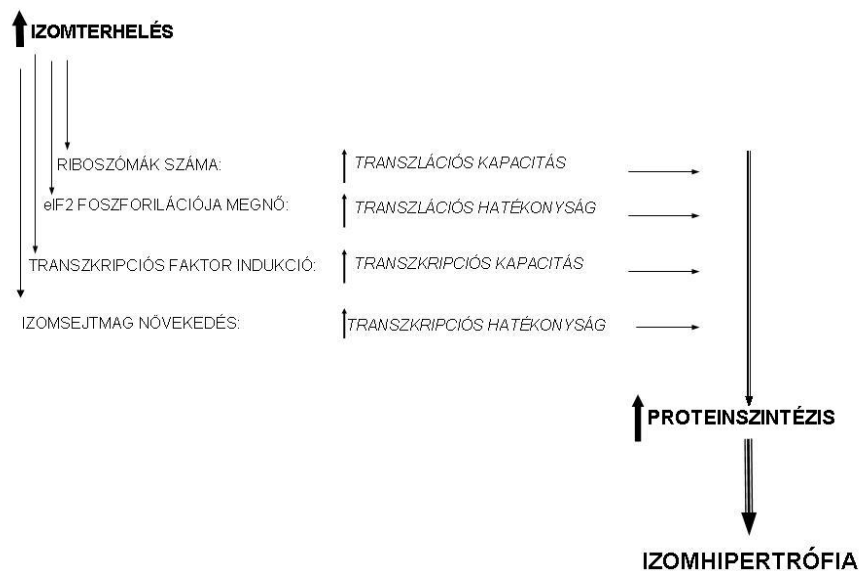 IZOMTERHELÉS
RIBOSZÓMÁK SZÁMA: TRANSZLÁCIÓS KAPACITÁS
eIF2 FOSZFORILÁCIÓJA MEGNŐ: TRANSZLÁCIÓS HATÉKONYSÁG
TRANSZKRIPCIÓS FAKTOR INDUKCIÓ: TRANSZKRIPCIÓS KAPACITÁS
IZOMSEJTMAG NÖVEKEDÉS: TRANSZKRIPCIÓS HATÉKONYSÁG
PROTEINSZINTÉZIS
IZOMHIPERTRÓFIA